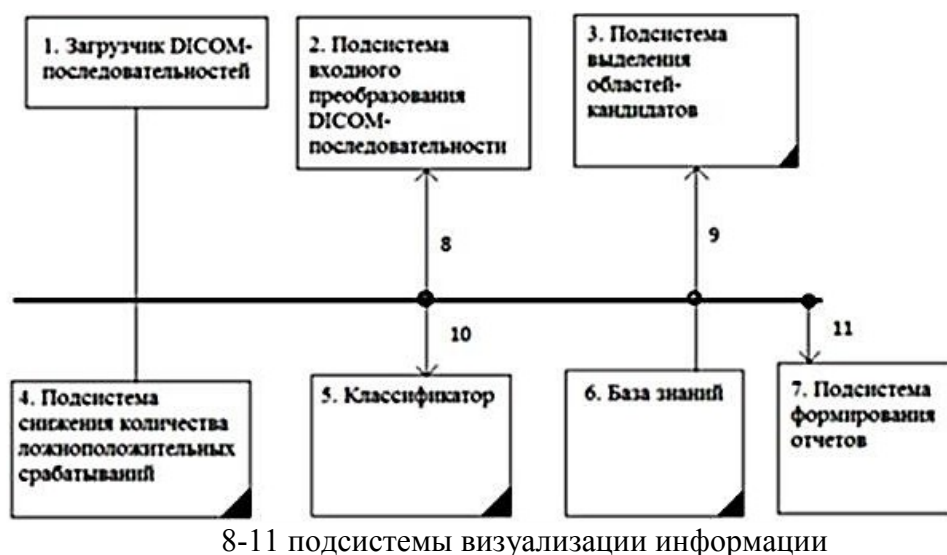 1. Загрузчик DICOM-
последовательностей
2. Подсистема
входного
преобразования
DICOM-
последовательности
3. Подсистема
выделения
областей-
кандидатов
8
9
10
11
4. Подсистема
снижения количества
ложноположительных
срабатываний
5. Классификатор
6. База знаний
7. Подсистема
формирования
отчетов
8-11 подсистемы визуализации информации